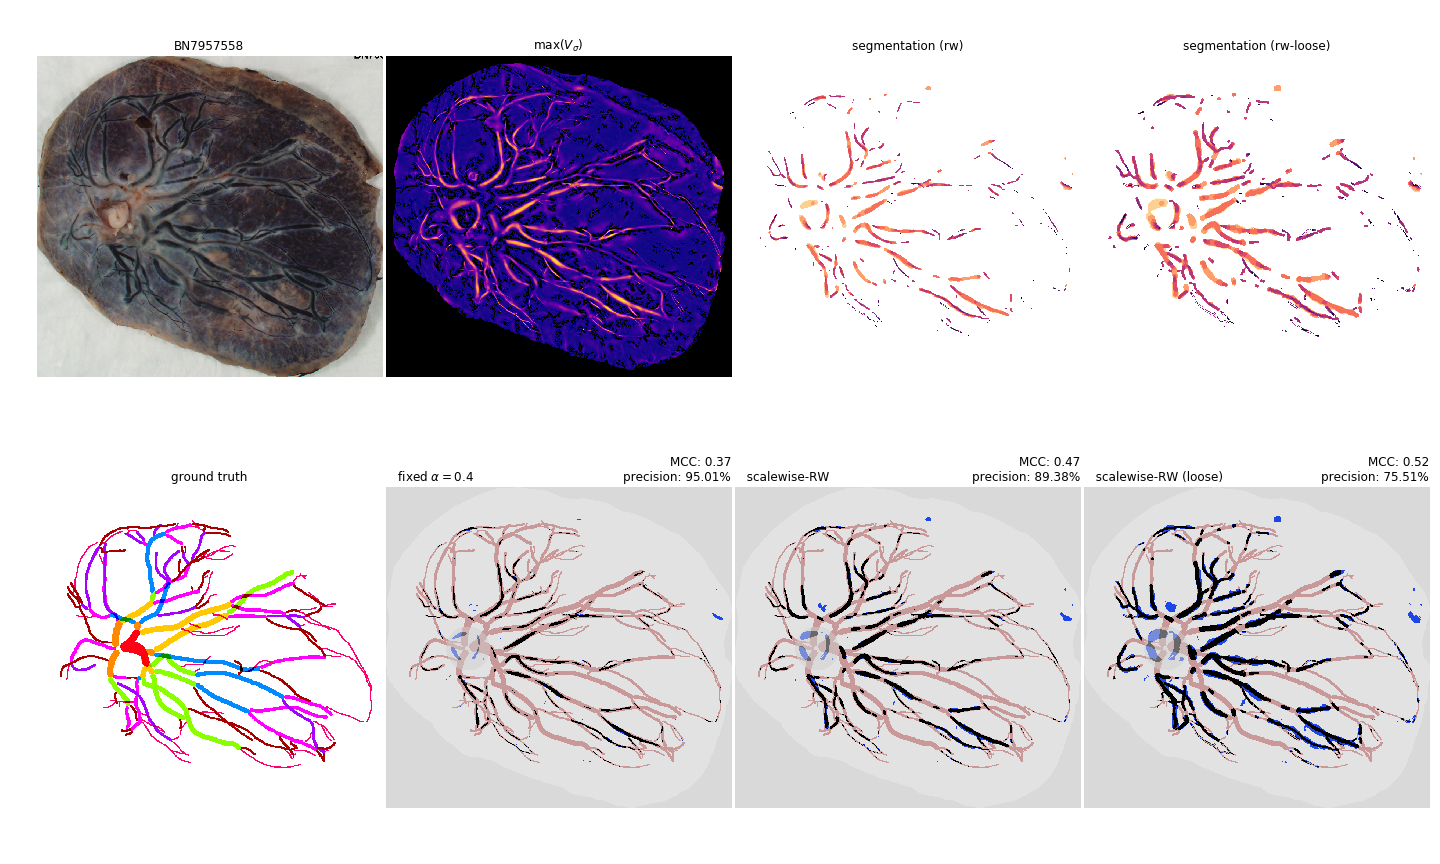 BN7957558
max(V_σ)
segmentation (rw)
segmentation (rw-loose)
ground truth
fixed α = 0.4
MCC: 0.37
precision: 95.01%
scalewise-RW
MCC: 0.47
precision: 89.38%
scalewise-RW (loose)
MCC: 0.52
precision: 75.51%